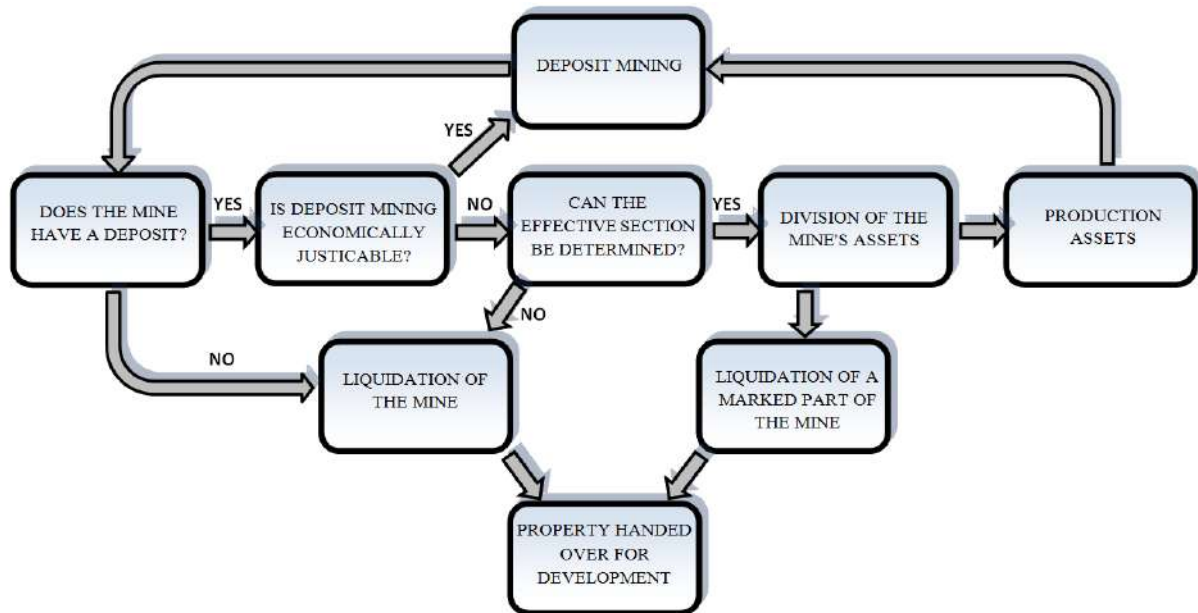 DEPOSIT MINING
YES
DOES THE MINE
HAVE A DEPOSIT?
YES
IS DEPOSIT MINING
ECONOMICALLY
JUSTICABLE?
NO
CAN THE
EFFECTIVE SECTION
BE DETERMINED?
YES
DIVISION OF THE
MINE'S ASSETS
PRODUCTION
ASSETS
NO
NO
LIQUIDATION OF
THE MINE
LIQUIDATION OF A
MARKED PART OF
THE MINE
PROPERTY HANDED
OVER FOR
DEVELOPMENT